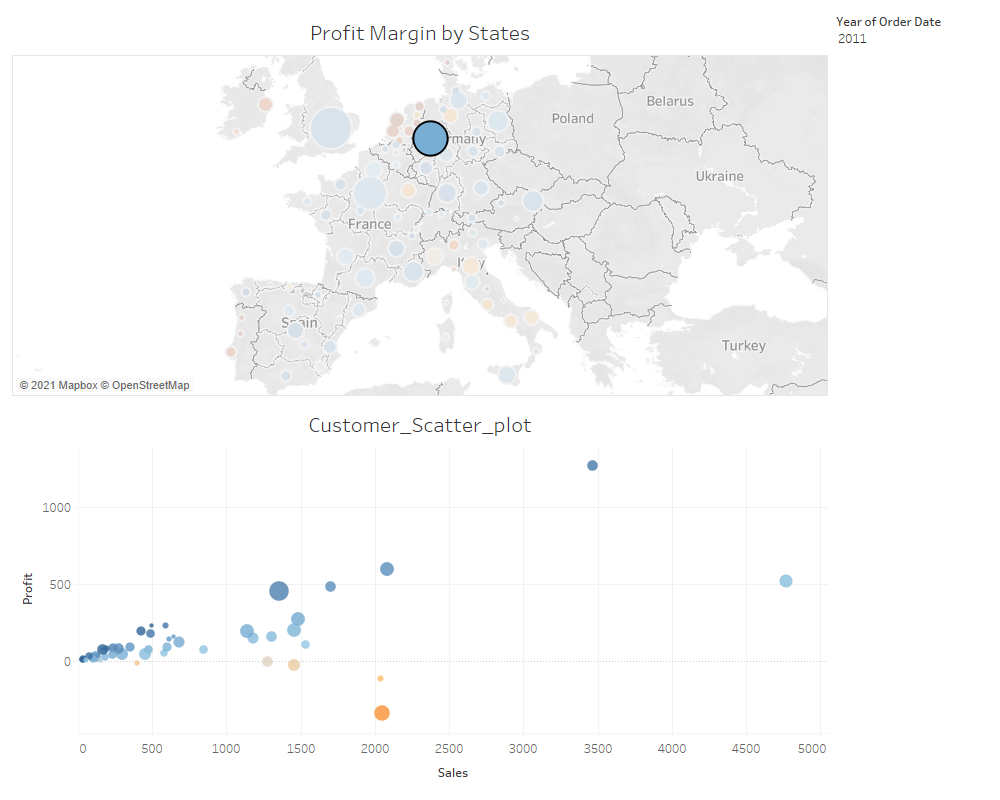 Profit Margin by States
Year of Order Date
2011
Belarus
Poland
Germany
Ukraine
France
Italy
Spain
Turkey
© 2021 Mapbox © OpenStreetMap
Customer_Scatter_plot
1000
500
0
Profit
0 500 1000 1500 2000 2500 3000 3500 4000 4500 5000
Sales